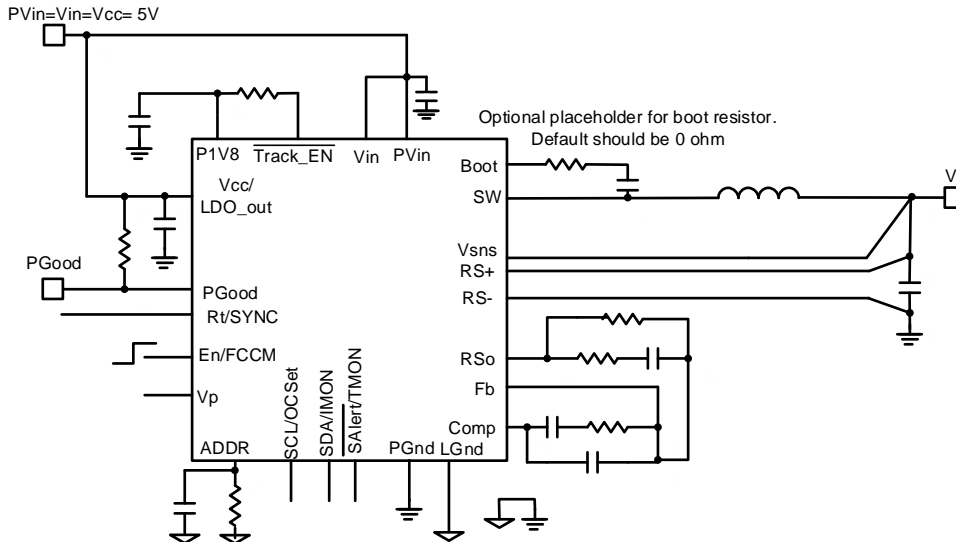 PVin=Vin=Vcc= 5V
Optional placeholder for boot resistor.
Default should be 0 ohm
P1V8
Track_EN
Vin
PVin
Boot
Vcc/
LDO_out
SW
V
Vsns
PGood
RS+
PGood
RS-
Rt/SYNC
En/FCCM
RSo
Vp
Fb
Comp
ADDR
SCL/OCSet
SDA/IMON
SAlert/TMON
PGnd
LGnd